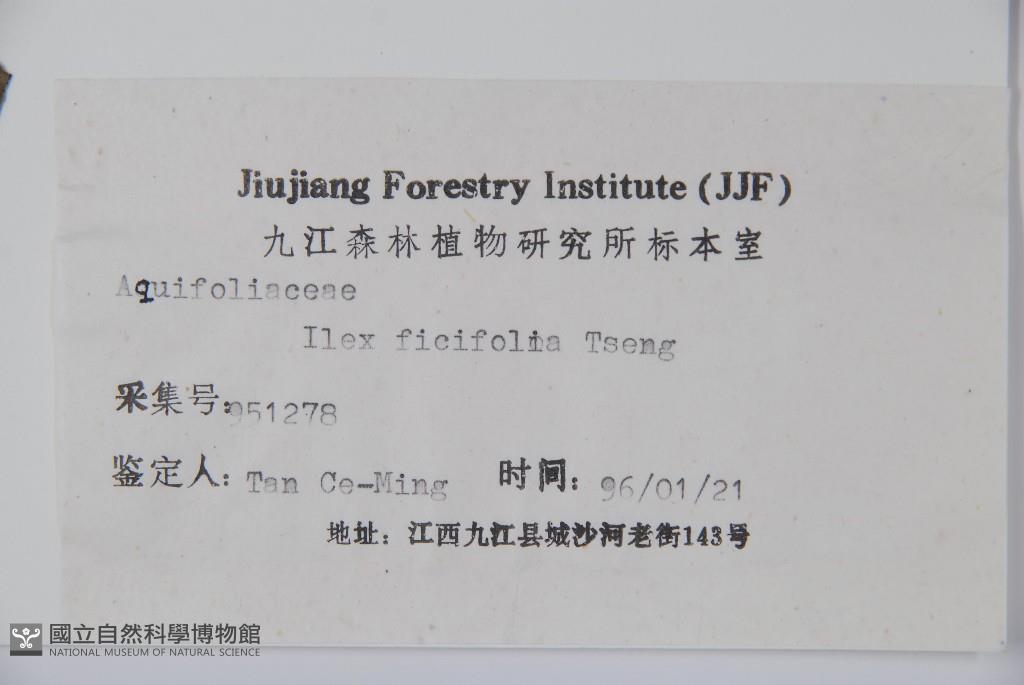 Jiujiang Forestry Institute (JJF)
九江森林植物研究所标本室
Aquifoliaceae
Ilex ficifolia Tseng
采集号:951278
鉴定人: Tan Ce-Ming 时间: 96/01/21
地址: 江西九江县城沙河老街143号
國立自然科學博物館
NATIONAL MUSEUM OF NATURAL SCIENCE